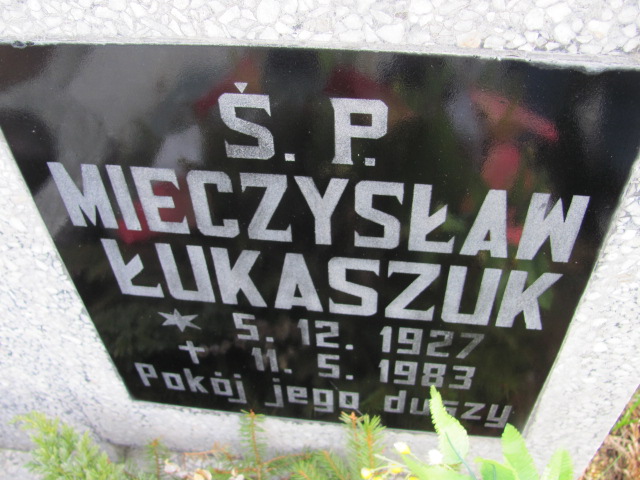 Ś. P.
MIECZYSŁAW
ŁUKASZUK
* 5. 12. 1927
+ 11. 5. 1983
Pokój jego duszy